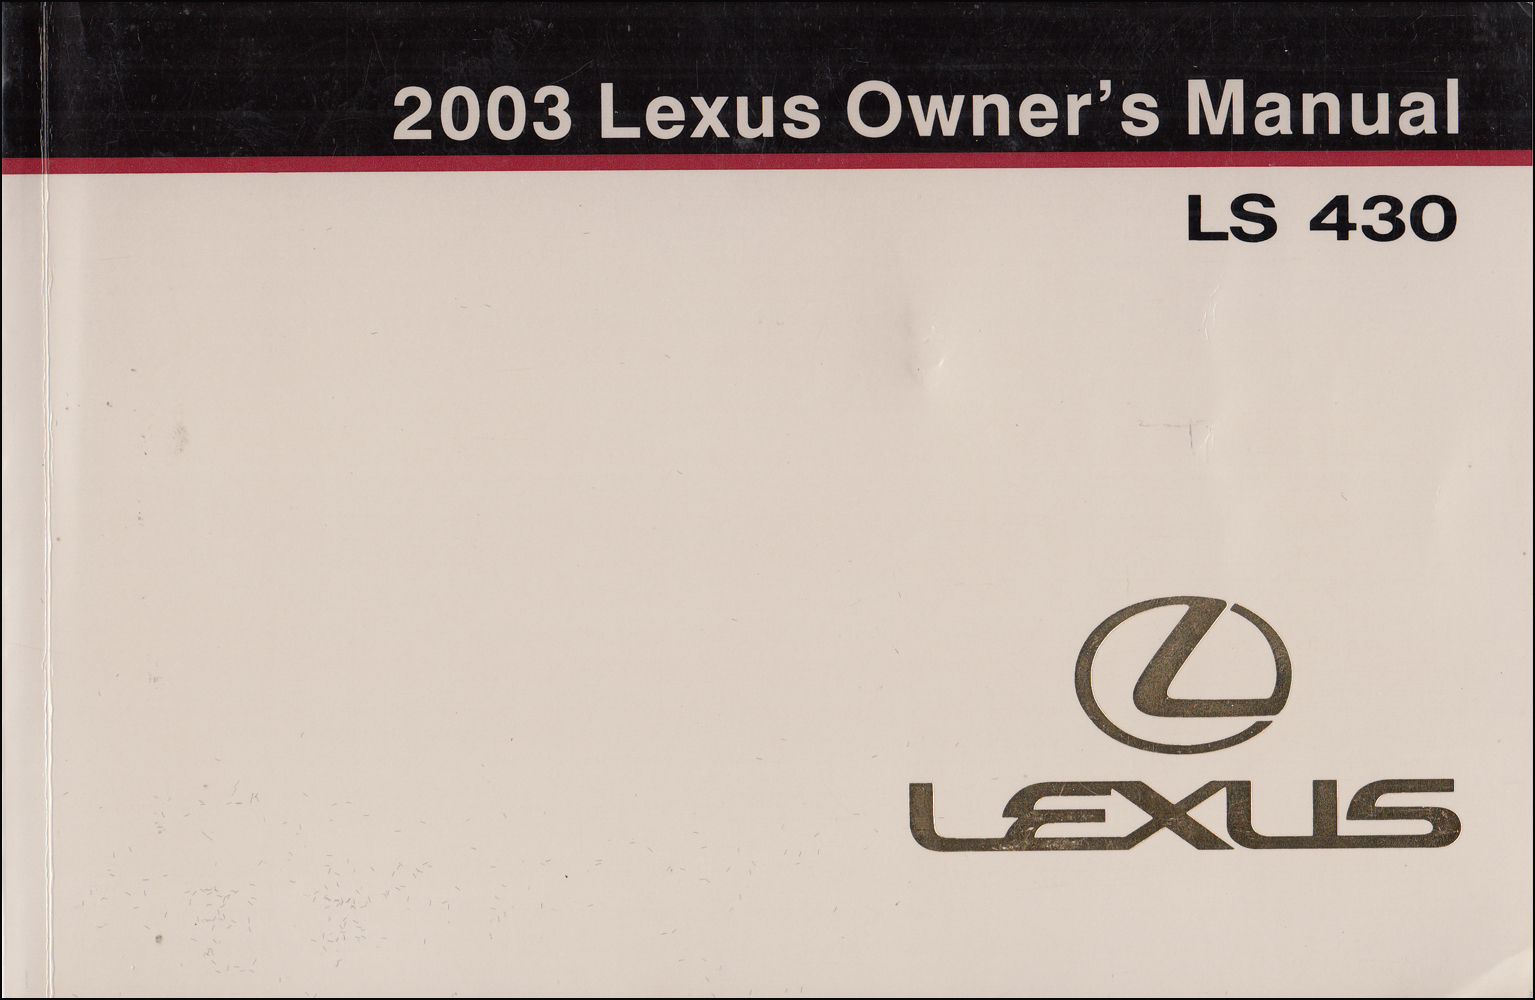 2003 Lexus Owner's Manual
LS 430
LEXUS